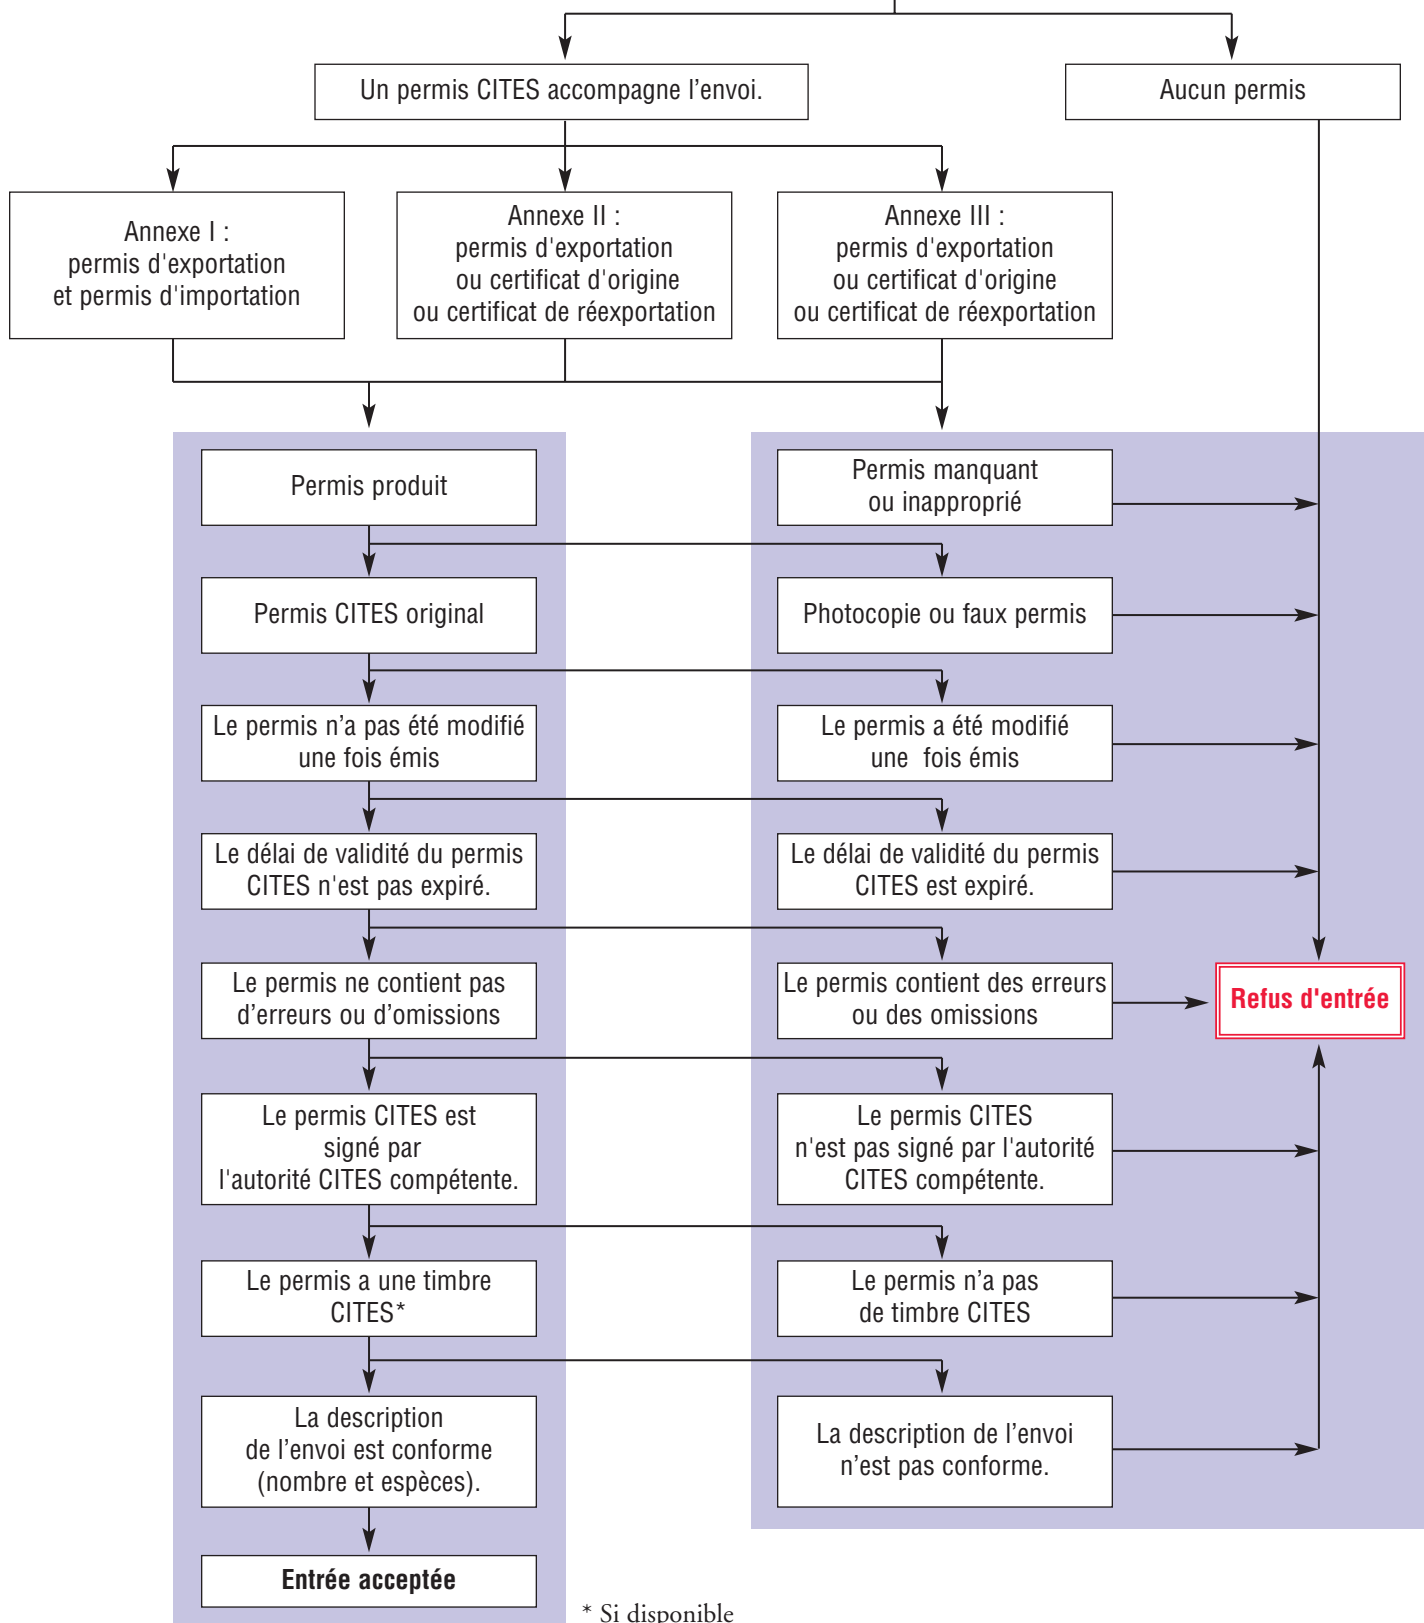 Un permis CITES accompagne l’envoi.
Aucun permis
Annexe I :
permis d'exportation
et permis d'importation
Annexe II :
permis d'exportation
ou certificat d'origine
ou certificat de réexportation
Annexe III :
permis d'exportation
ou certificat d'origine
ou certificat de réexportation
Permis produit
Permis manquant
ou inapproprié
Permis CITES original
Photocopie ou faux permis
Le permis n’a pas été modifié
une fois émis
Le permis a été modifié
une fois émis
Le délai de validité du permis
CITES n'est pas expiré.
Le délai de validité du permis
CITES est expiré.
Le permis ne contient pas
d’erreurs ou d’omissions
Le permis contient des erreurs
ou des omissions
Refus d'entrée
Le permis CITES est
signé par
l'autorité CITES compétente.
Le permis CITES
n'est pas signé par l'autorité
CITES compétente.
Le permis a une timbre
CITES*
Le permis n’a pas
de timbre CITES
La description
de l’envoi est conforme
(nombre et espèces).
La description de l’envoi
n’est pas conforme.
Entrée acceptée
* Si disponible